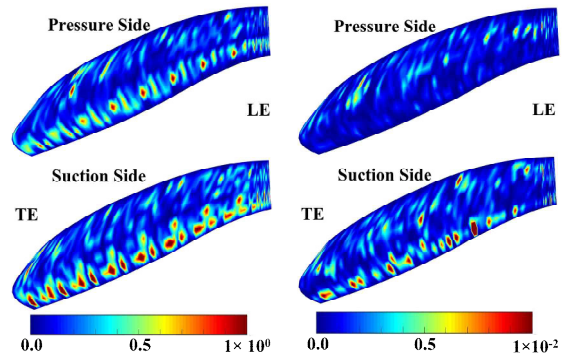 Pressure Side
LE
Suction Side
TE
0.0 0.5 1× 10⁰
Pressure Side
LE
Suction Side
TE
0.0 0.5 1×10⁻²